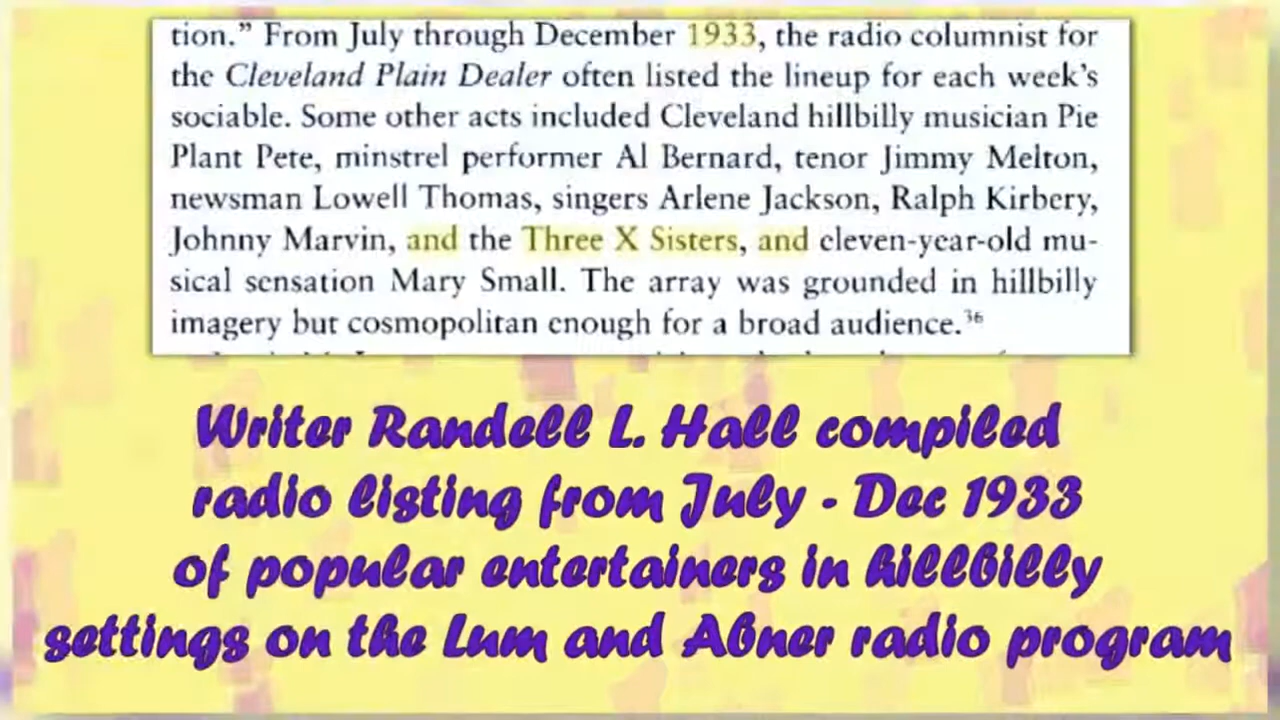 tion.” From July through December 1933, the radio columnist for
the Cleveland Plain Dealer often listed the lineup for each week’s
sociable. Some other acts included Cleveland hillbilly musician Pie
Plant Pete, minstrel performer Al Bernard, tenor Jimmy Melton,
newsman Lowell Thomas, singers Arlene Jackson, Ralph Kirbery,
Johnny Marvin, and the Three X Sisters, and eleven-year-old mu-
sical sensation Mary Small. The array was grounded in hillbilly
imagery but cosmopolitan enough for a broad audience.36
Writer Randell L. Hall compiled
radio listing from July - Dec 1933
of popular entertainers in hillbilly
settings on the Lum and Abner radio program